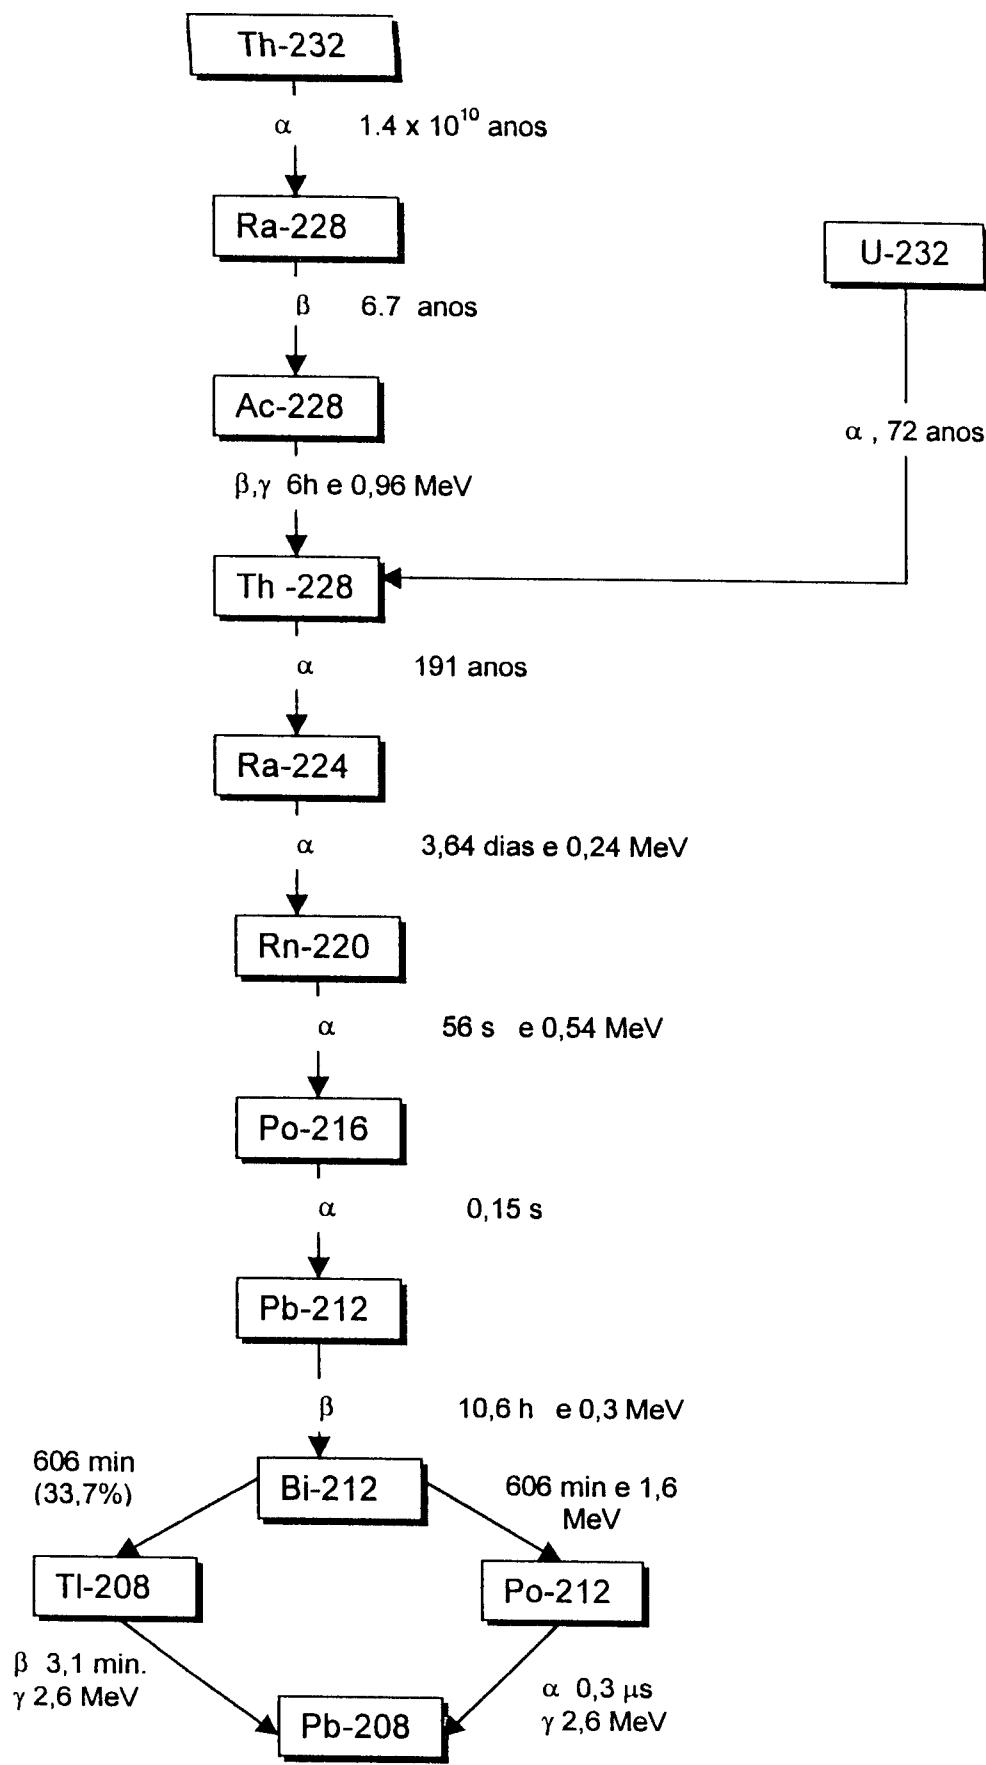 Th-232
α 1.4 x 10¹⁰ anos
Ra-228
U-232
β 6.7 anos
Ac-228
α , 72 anos
β,γ 6h e 0,96 MeV
Th -228
α 191 anos
Ra-224
α 3,64 dias e 0,24 MeV
Rn-220
α 56 s e 0,54 MeV
Po-216
α 0,15 s
Pb-212
β 10,6 h e 0,3 MeV
606 min
(33,7%)
Bi-212
606 min e 1,6
MeV
Tl-208
Po-212
β 3,1 min.
γ 2,6 MeV
α 0,3 μs
γ 2,6 MeV
Pb-208